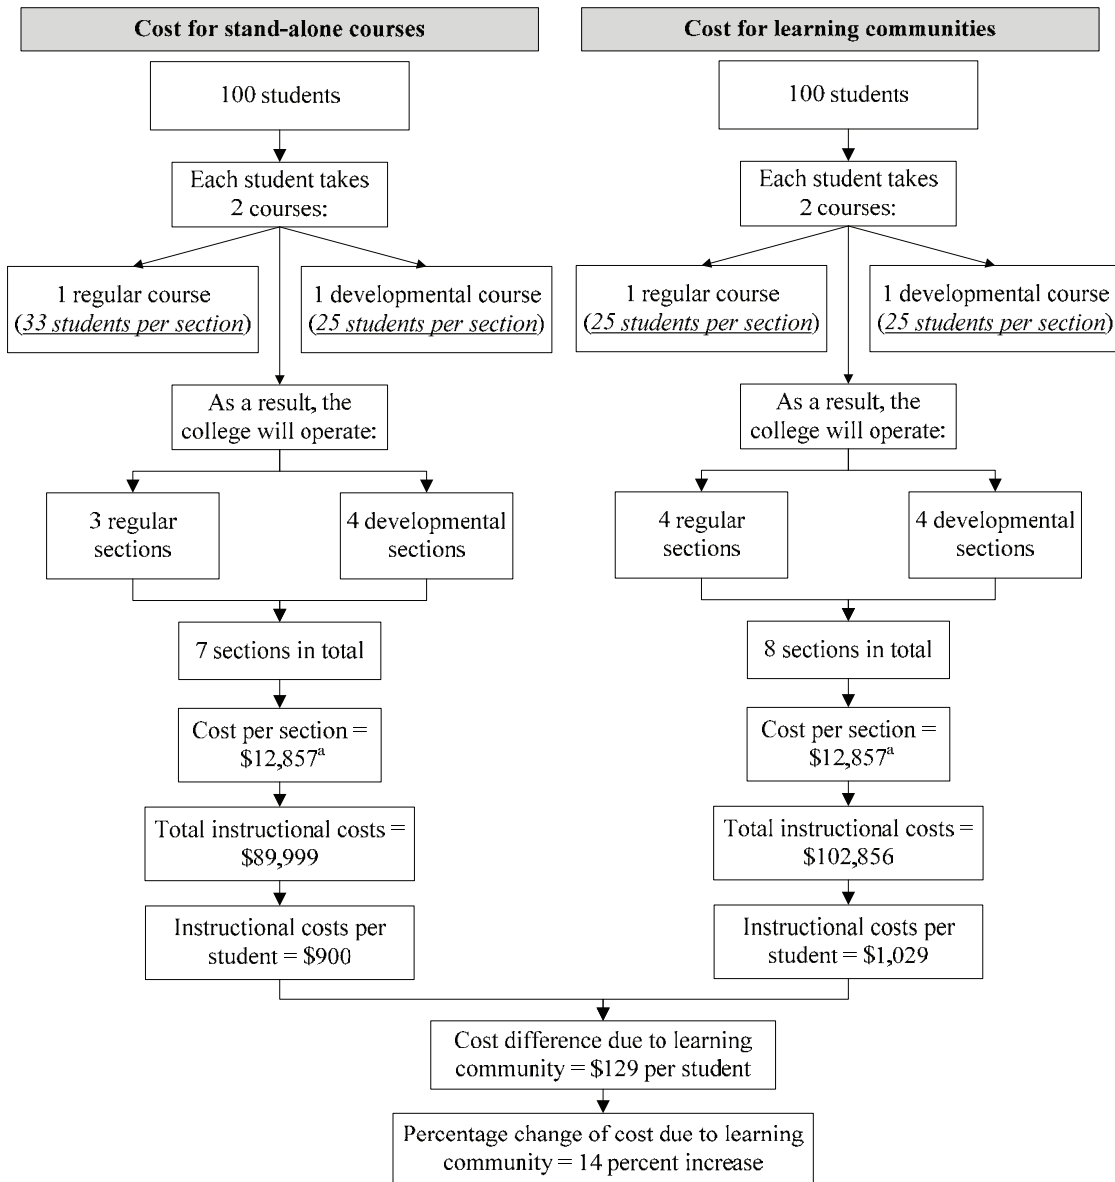 Cost for stand-alone courses
100 students
Each student takes
2 courses:
1 regular course
(33 students per section)
1 developmental course
(25 students per section)
As a result, the
college will operate:
3 regular
sections
4 developmental
sections
7 sections in total
Cost per section =
$12,857ᵃ
Total instructional costs =
$89,999
Instructional costs per
student = $900
Cost for learning communities
100 students
Each student takes
2 courses:
1 regular course
(25 students per section)
1 developmental course
(25 students per section)
As a result, the
college will operate:
4 regular
sections
4 developmental
sections
8 sections in total
Cost per section =
$12,857ᵃ
Total instructional costs =
$102,856
Instructional costs per
student = $1,029
Cost difference due to learning
community = $129 per student
Percentage change of cost due to learning
community = 14 percent increase